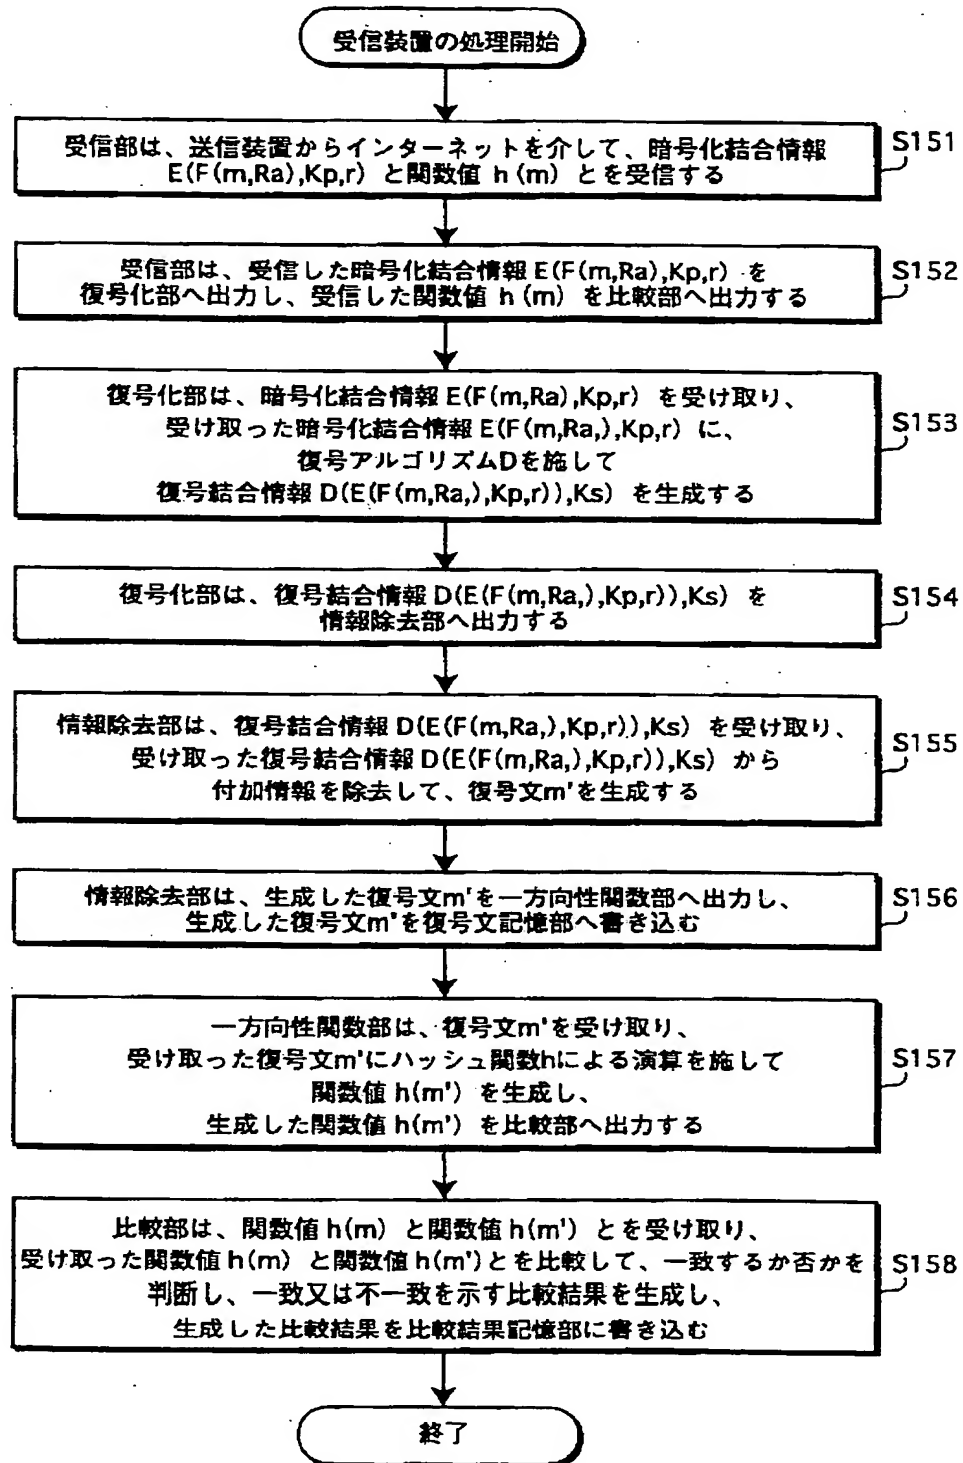 受信装置の処理開始
受信部は、送信装置からインターネットを介して、暗号化結合情報
E(F(m,Ra),Kp,r) と関数値 h(m) とを受信する
S151
受信部は、受信した暗号化結合情報 E(F(m,Ra),Kp,r) を
復号化部へ出力し、受信した関数値 h(m) を比較部へ出力する
S152
復号化部は、暗号化結合情報 E(F(m,Ra),Kp,r) を受け取り、
受け取った暗号化結合情報 E(F(m,Ra,),Kp,r) に、
復号アルゴリズムDを施して
復号結合情報 D(E(F(m,Ra,),Kp,r)),Ks) を生成する
S153
復号化部は、復号結合情報 D(E(F(m,Ra,),Kp,r)),Ks) を
情報除去部へ出力する
S154
情報除去部は、復号結合情報 D(E(F(m,Ra,),Kp,r)),Ks) を受け取り、
受け取った復号結合情報 D(E(F(m,Ra,),Kp,r)),Ks) から
付加情報を除去して、復号文m'を生成する
S155
情報除去部は、生成した復号文m'を一方向性関数部へ出力し、
生成した復号文m'を復号文記憶部へ書き込む
S156
一方向性関数部は、復号文m'を受け取り、
受け取った復号文m'にハッシュ関数hによる演算を施して
関数値 h(m') を生成し、
生成した関数値 h(m') を比較部へ出力する
S157
比較部は、関数値 h(m) と関数値 h(m') とを受け取り、
受け取った関数値 h(m) と関数値 h(m') とを比較して、一致するか否かを
判断し、一致又は不一致を示す比較結果を生成し、
生成した比較結果を比較結果記憶部に書き込む
S158
終了